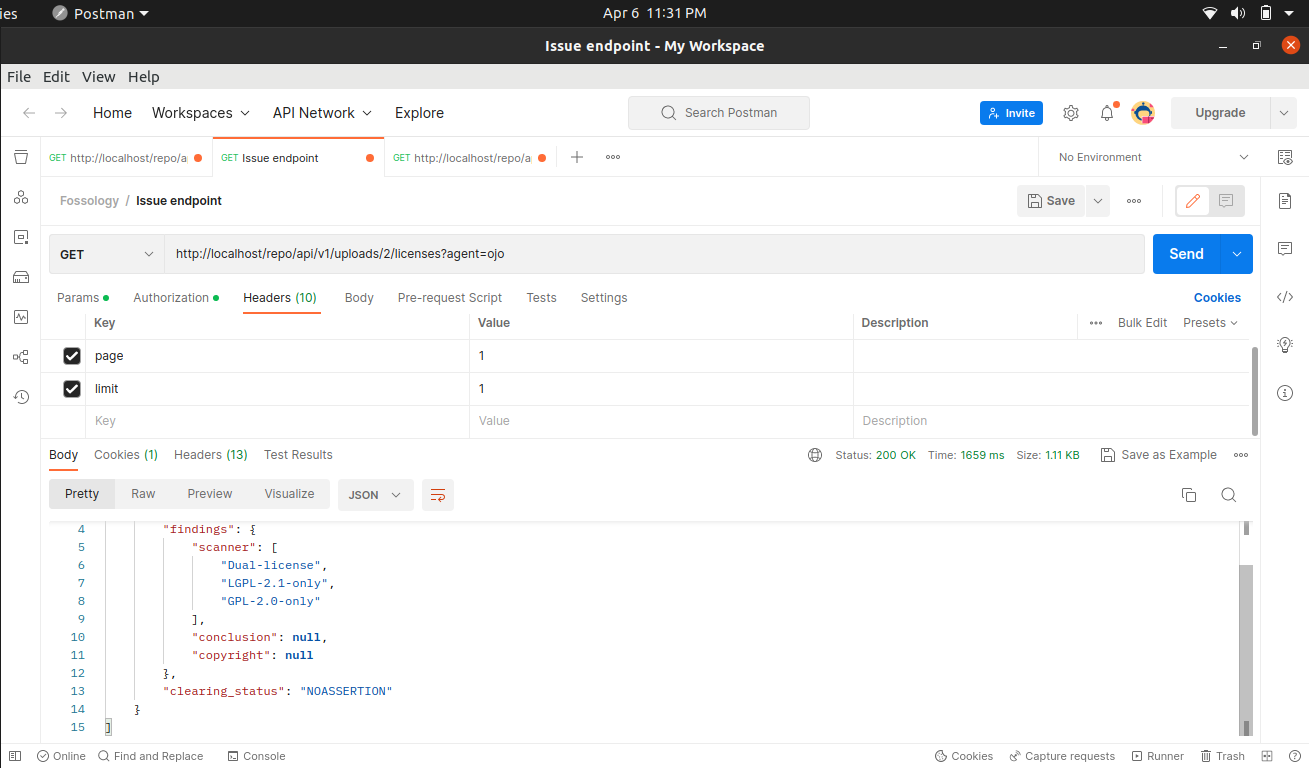 ies Postman Apr 6 11:31 PM
Issue endpoint - My Workspace
File Edit View Help
Home Workspaces API Network Explore Search Postman Invite Upgrade
GET http://localhost/repo/a GET Issue endpoint GET http://localhost/repo/a No Environment
Fossology / Issue endpoint Save
GET http://localhost/repo/api/v1/uploads/2/licenses?agent=ojo Send
Params Authorization Headers (10) Body Pre-request Script Tests Settings Cookies
Key Value Description Bulk Edit Presets
page 1
limit 1
Key Value Description
Body Cookies (1) Headers (13) Test Results Status: 200 OK Time: 1659 ms Size: 1.11 KB Save as Example
Pretty Raw Preview Visualize JSON
4 "findings": {
5 "scanner": [
6 "Dual-license",
7 "LGPL-2.1-only",
8 "GPL-2.0-only"
9 ],
10 "conclusion": null,
11 "copyright": null
12 },
13 "clearing_status": "NOASSERTION"
14 }
15 ]
Online Find and Replace Console Cookies Capture requests Runner Trash